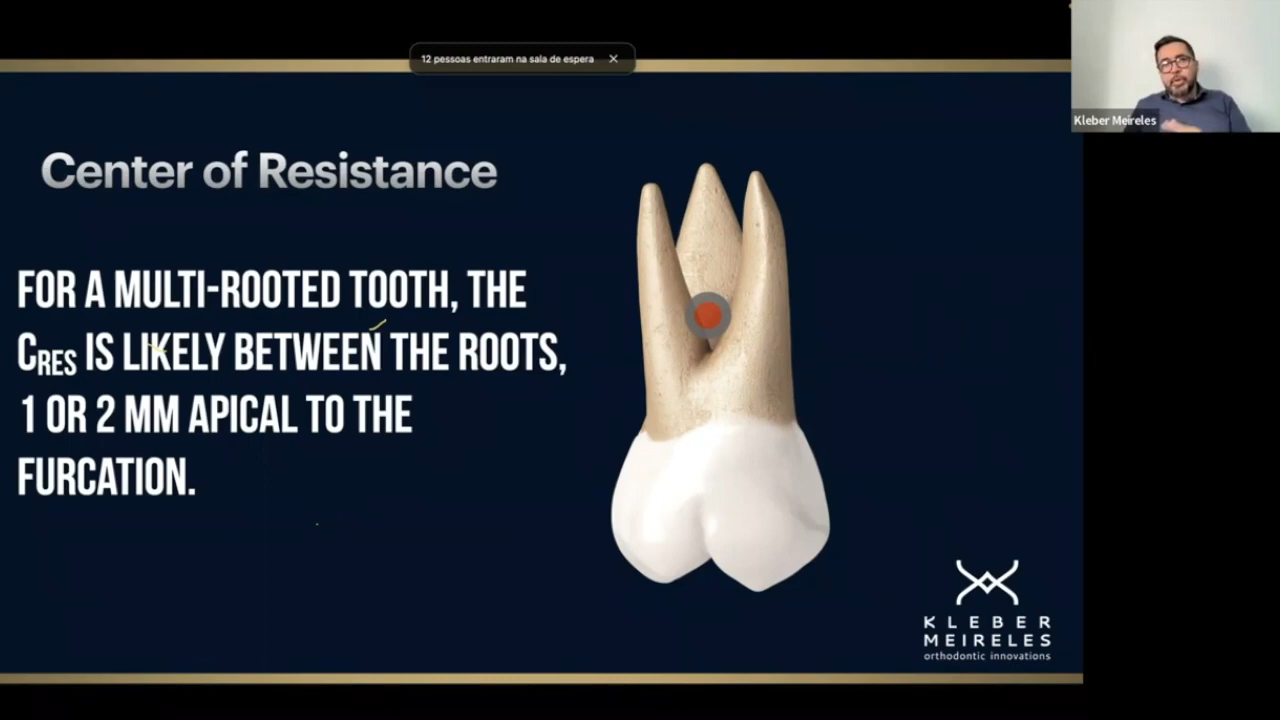 12 pessoas entraram na sala de espera
Kleber Meireles
Center of Resistance
FOR A MULTI-ROOTED TOOTH, THE
CRES IS LIKELY BETWEEN THE ROOTS,
1 OR 2 MM APICAL TO THE
FURCATION.
KLEBER
MEIRELES
orthodontic innovations